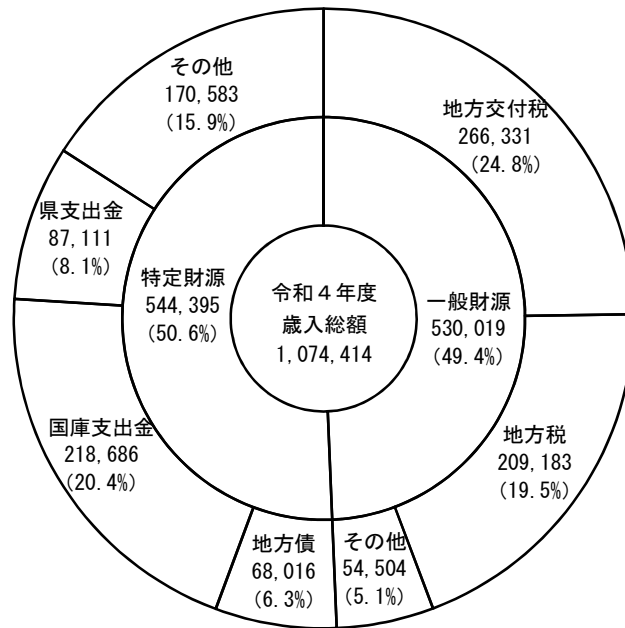 その他
170,583
(15.9%)
地方交付税
266,331
(24.8%)
県支出金
87,111
(8.1%)
特定財源
544,395
(50.6%)
令和４年度
歳入総額
1,074,414
一般財源
530,019
(49.4%)
国庫支出金
218,686
(20.4%)
地方税
209,183
(19.5%)
地方債
68,016
(6.3%)
その他
54,504
(5.1%)